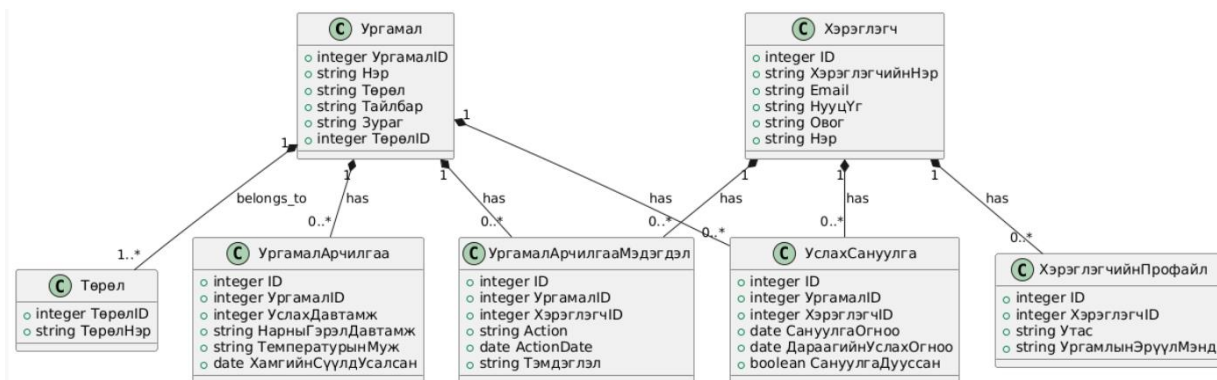 C Ургамал
integer УргамалID
string Нэр
string Төрөл
string Тайлбар
string Зураг
integer ТөрөлID
C Хэрэглэгч
integer ID
string ХэрэглэгчийнНэр
string Email
string НууцҮг
string Овог
string Нэр
1
1
1
1
1
1
1
belongs_to
has
has
has
has
has
has
1..*
0..*
0..*
0..*
0..*
0..*
0..*
C Төрөл
integer ТөрөлID
string ТөрөлНэр
C УргамалАрчилгаа
integer ID
integer УргамалID
integer УслахДавтамж
string НарныГэрэлДавтамж
string ТемпературынМуж
date ХамгийнСүүлдУсалсан
C УргамалАрчилгааМэдэгдэл
integer ID
integer УргамалID
integer ХэрэглэгчID
string Action
date ActionDate
string Тэмдэглэл
C УслахСануулга
integer ID
integer УргамалID
integer ХэрэглэгчID
date СануулгаОгноо
date ДараагийнУслахОгноо
boolean СануулгаДууссан
C ХэрэглэгчийнПрофайл
integer ID
integer ХэрэглэгчID
string Утас
string УргамлынЭрүүлМэнд